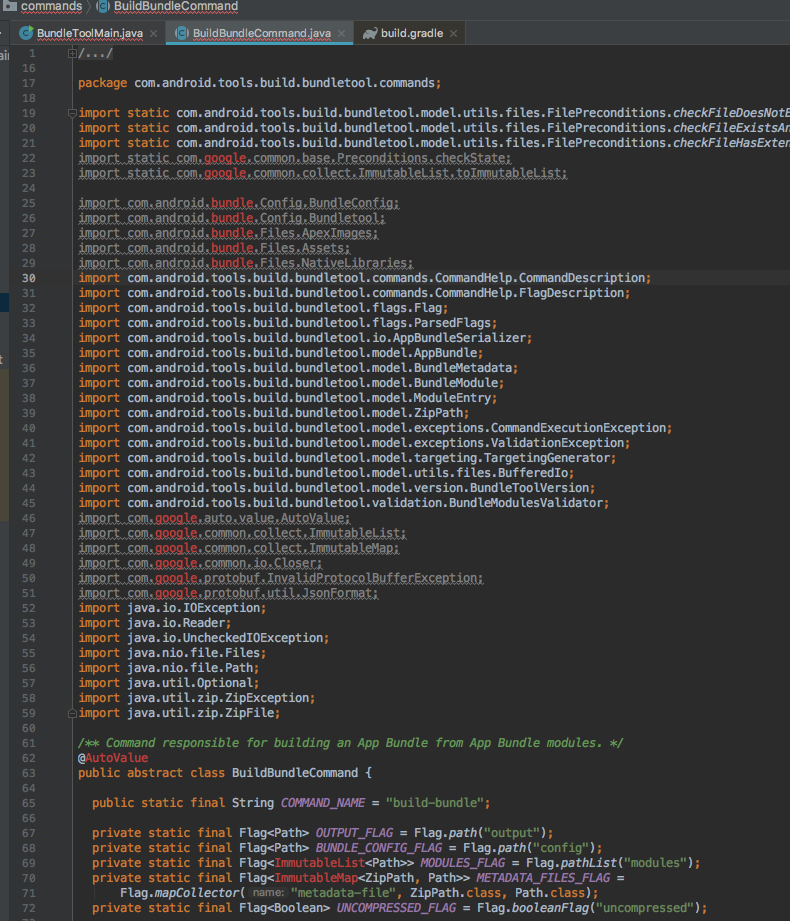 commands BuildBundleCommand
BundleToolMain.java BuildBundleCommand.java build.gradle
1 /.../
16
17 package com.android.tools.build.bundletool.commands;
18
19 import static com.android.tools.build.bundletool.model.utils.files.FilePreconditions.checkFileDoesNotE
20 import static com.android.tools.build.bundletool.model.utils.files.FilePreconditions.checkFileExistsAn
21 import static com.android.tools.build.bundletool.model.utils.files.FilePreconditions.checkFileHasExten
22 import static com.google.common.base.Preconditions.checkState;
23 import static com.google.common.collect.ImmutableList.toImmutableList;
24
25 import com.android.bundle.Config.BundleConfig;
26 import com.android.bundle.Config.Bundletool;
27 import com.android.bundle.Files.ApexImages;
28 import com.android.bundle.Files.Assets;
29 import com.android.bundle.Files.NativeLibraries;
30 import com.android.tools.build.bundletool.commands.CommandHelp.CommandDescription;
31 import com.android.tools.build.bundletool.commands.CommandHelp.FlagDescription;
32 import com.android.tools.build.bundletool.flags.Flag;
33 import com.android.tools.build.bundletool.flags.ParsedFlags;
34 import com.android.tools.build.bundletool.io.AppBundleSerializer;
35 import com.android.tools.build.bundletool.model.AppBundle;
36 import com.android.tools.build.bundletool.model.BundleMetadata;
37 import com.android.tools.build.bundletool.model.BundleModule;
38 import com.android.tools.build.bundletool.model.ModuleEntry;
39 import com.android.tools.build.bundletool.model.ZipPath;
40 import com.android.tools.build.bundletool.model.exceptions.CommandExecutionException;
41 import com.android.tools.build.bundletool.model.exceptions.ValidationException;
42 import com.android.tools.build.bundletool.model.targeting.TargetingGenerator;
43 import com.android.tools.build.bundletool.model.utils.files.BufferedIo;
44 import com.android.tools.build.bundletool.model.version.BundleToolVersion;
45 import com.android.tools.build.bundletool.validation.BundleModulesValidator;
46 import com.google.auto.value.AutoValue;
47 import com.google.common.collect.ImmutableList;
48 import com.google.common.collect.ImmutableMap;
49 import com.google.common.io.Closer;
50 import com.google.protobuf.InvalidProtocolBufferException;
51 import com.google.protobuf.util.JsonFormat;
52 import java.io.IOException;
53 import java.io.Reader;
54 import java.io.UncheckedIOException;
55 import java.nio.file.Files;
56 import java.nio.file.Path;
57 import java.util.Optional;
58 import java.util.zip.ZipException;
59 import java.util.zip.ZipFile;
60
61 /** Command responsible for building an App Bundle from App Bundle modules. */
62 @AutoValue
63 public abstract class BuildBundleCommand {
64
65 public static final String COMMAND_NAME = "build-bundle";
66
67 private static final Flag<Path> OUTPUT_FLAG = Flag.path("output");
68 private static final Flag<Path> BUNDLE_CONFIG_FLAG = Flag.path("config");
69 private static final Flag<ImmutableList<Path>> MODULES_FLAG = Flag.pathList("modules");
70 private static final Flag<ImmutableMap<ZipPath, Path>> METADATA_FILES_FLAG =
71 Flag.mapCollector( name: "metadata-file", ZipPath.class, Path.class);
72 private static final Flag<Boolean> UNCOMPRESSED_FLAG = Flag.booleanFlag("uncompressed");